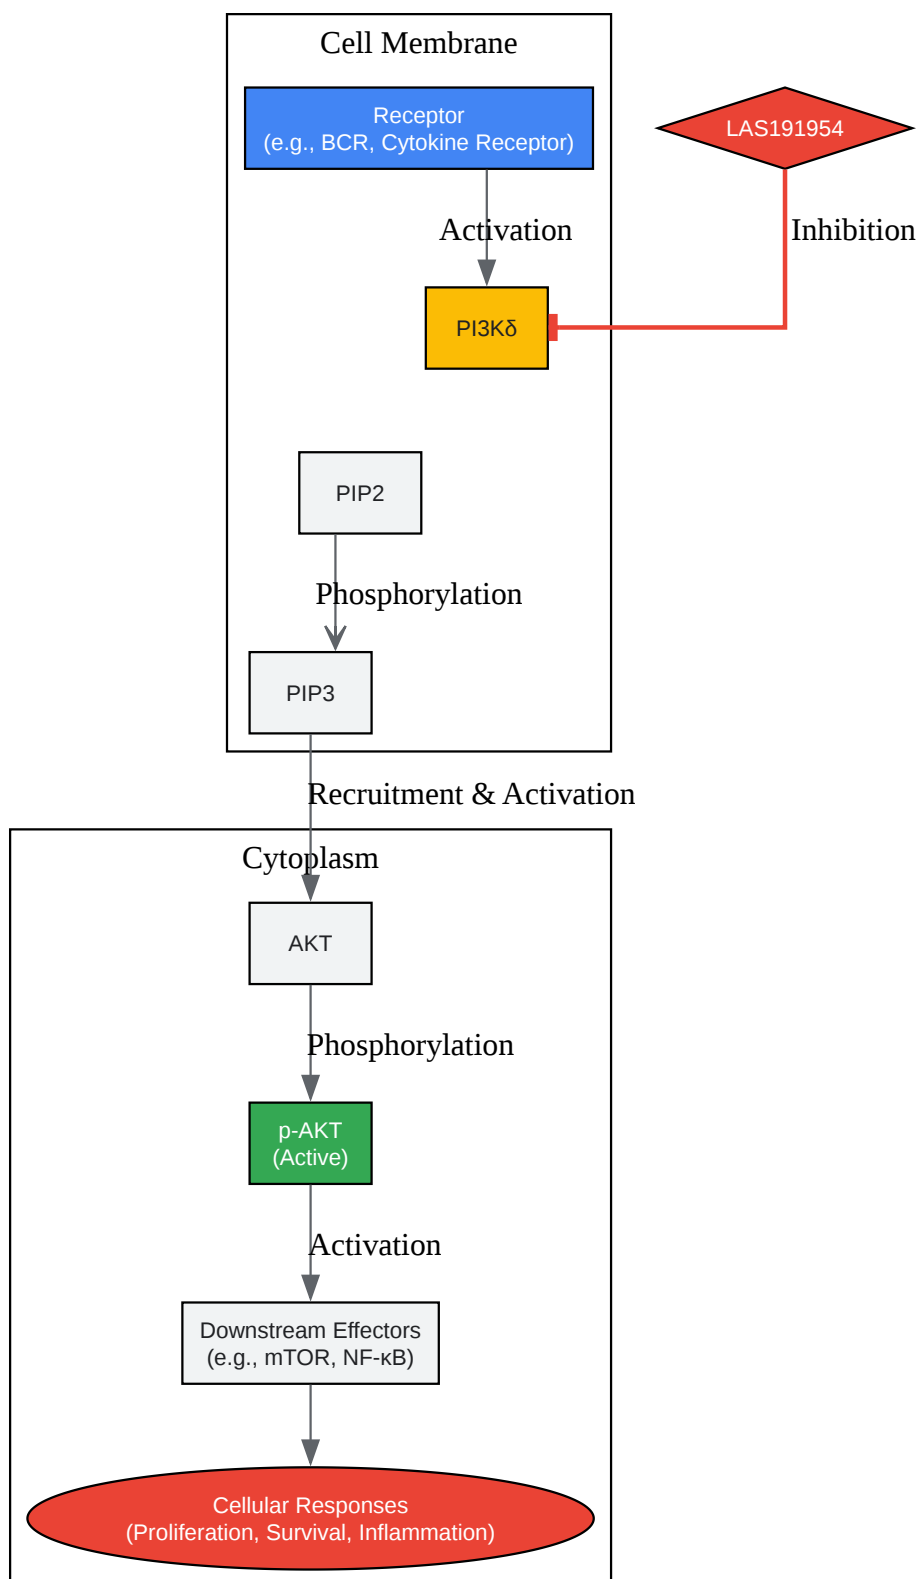 Cell Membrane
Receptor
(e.g., BCR, Cytokine Receptor)
LAS191954
Activation
Inhibition
PI3Kδ
PIP2
Phosphorylation
PIP3
Recruitment & Activation
Cytoplasm
AKT
Phosphorylation
p-AKT
(Active)
Activation
Downstream Effectors
(e.g., mTOR, NF-κB)
Cellular Responses
(Proliferation, Survival, Inflammation)